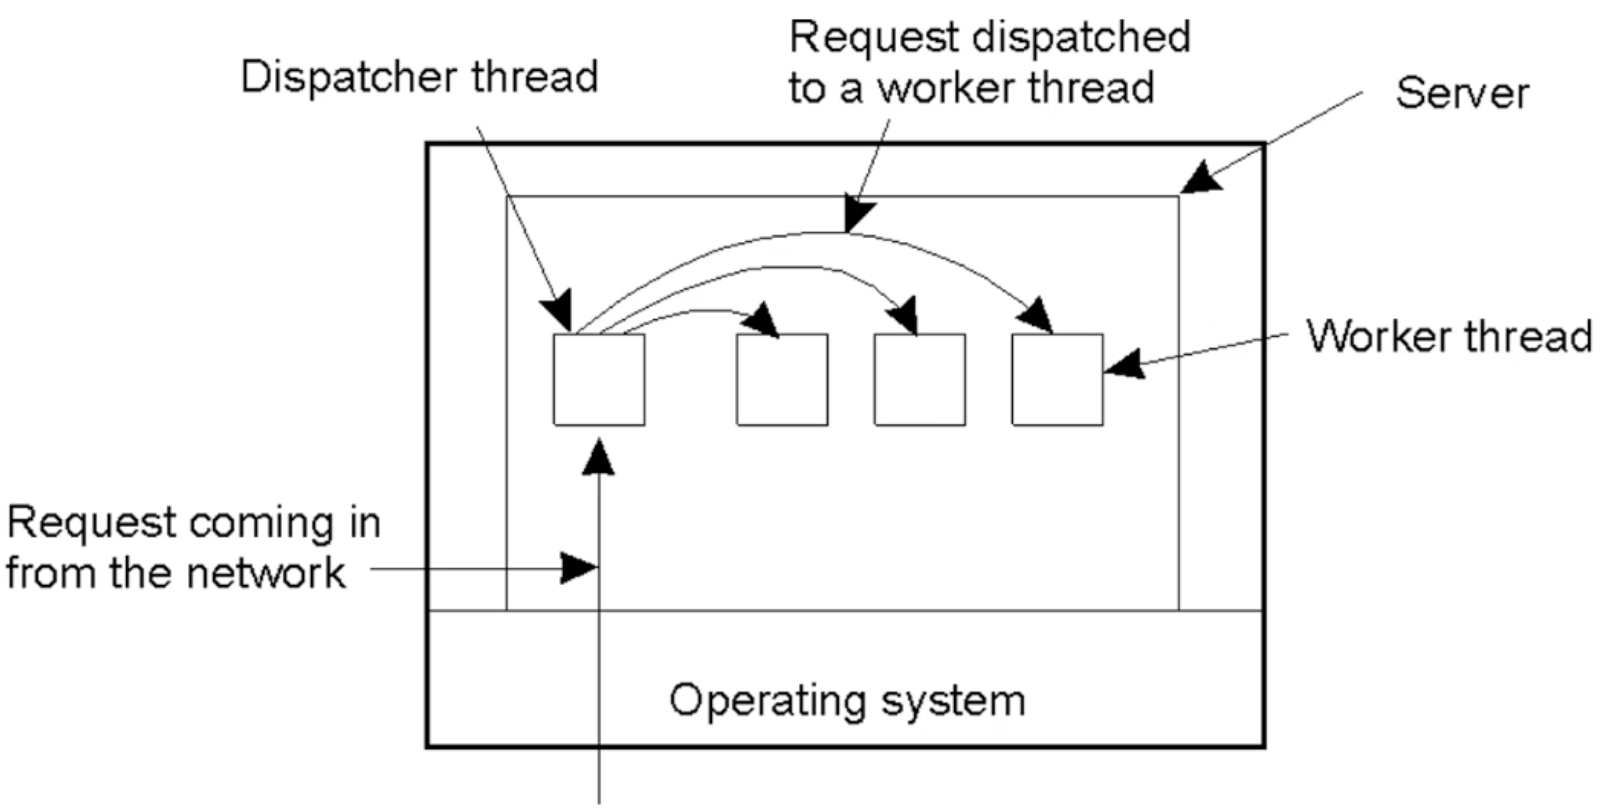 Dispatcher thread
Request dispatched
to a worker thread
Server
Worker thread
Request coming in
from the network
Operating system